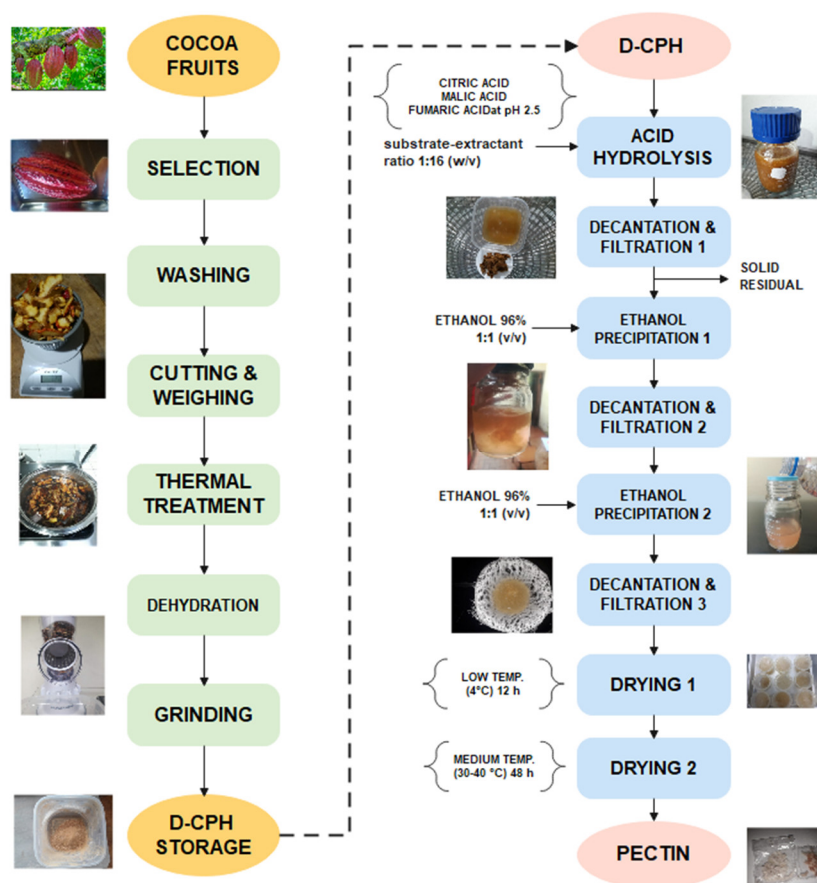 COCOA
FRUITS
SELECTION
WASHING
CUTTING &
WEIGHING
THERMAL
TREATMENT
DEHYDRATION
GRINDING
D-CPH
STORAGE
D-CPH
CITRIC ACID
MALIC ACID
FUMARIC ACIDat pH 2.5
substrate-extractant
ratio 1:16 (w/v)
ACID
HYDROLYSIS
DECANTATION &
FILTRATION 1
SOLID
RESIDUAL
ETHANOL 96%
1:1 (v/v)
ETHANOL
PRECIPITATION 1
DECANTATION &
FILTRATION 2
ETHANOL 96%
1:1 (v/v)
ETHANOL
PRECIPITATION 2
DECANTATION &
FILTRATION 3
LOW TEMP.
(4°C) 12 h
DRYING 1
MEDIUM TEMP.
(30-40 °C) 48 h
DRYING 2
PECTIN